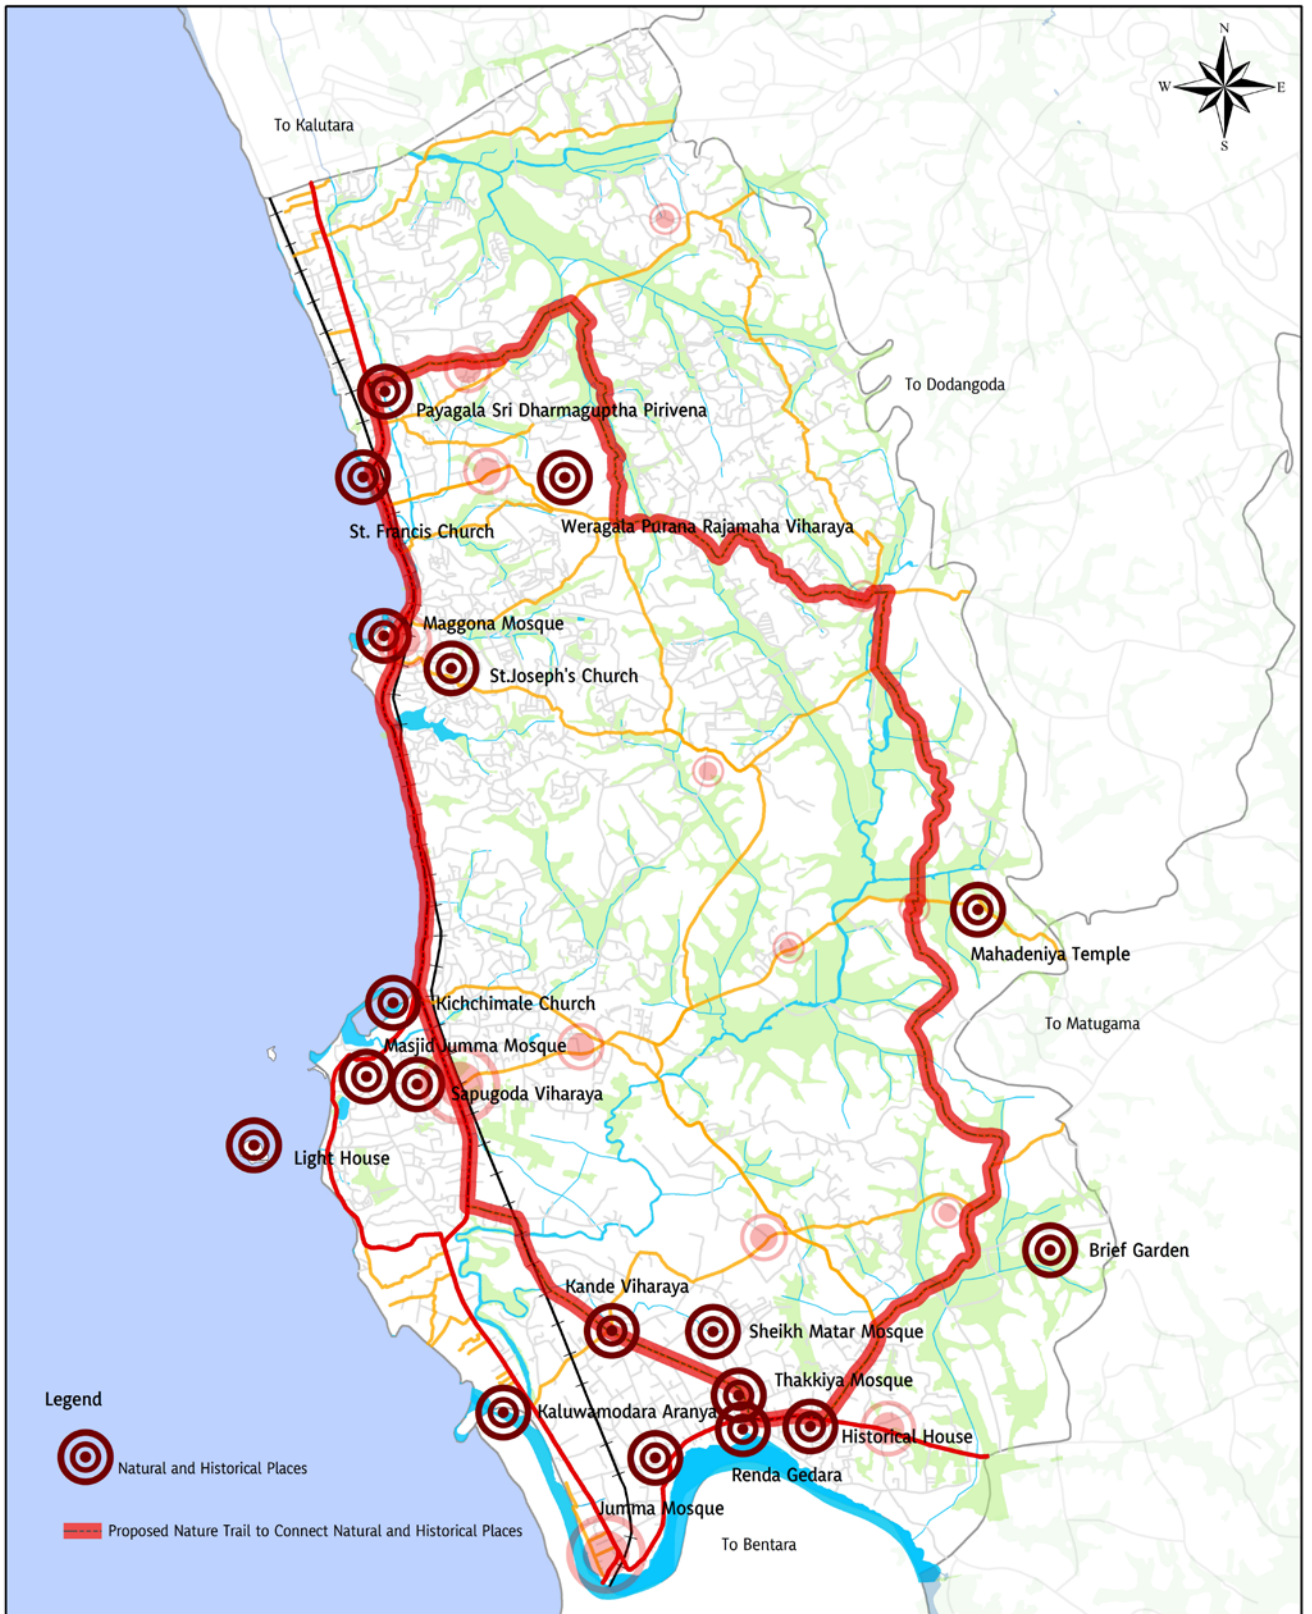 N
W
E
S
To Kalutara
To Dodangoda
Payagala Sri Dharmaguptha Pirivena
Weragala Purana Rajamaha Viharaya
St. Francis Church
Maggona Mosque
St.Joseph's Church
Mahadeniya Temple
Kichchimale Church
To Matugama
Masjid Jumma Mosque
Sapugoda Viharaya
Light House
Brief Garden
Kande Viharaya
Sheikh Matar Mosque
Thakkiya Mosque
Kaluwamodara Aranya
Historical House
Renda Gedara
Jumma Mosque
To Bentara
Legend
Natural and Historical Places
Proposed Nature Trail to Connect Natural and Historical Places